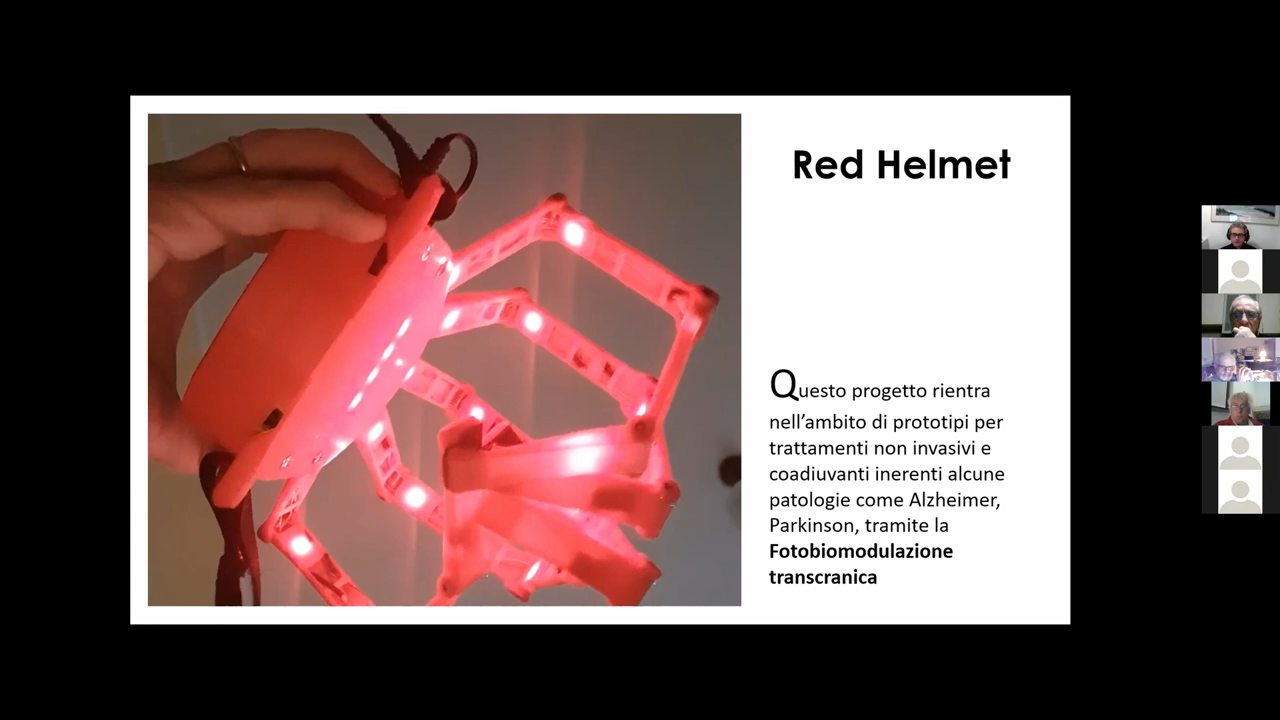 Red Helmet
Questo progetto rientra
nell’ambito di prototipi per
trattamenti non invasivi e
coadiuvanti inerenti alcune
patologie come Alzheimer,
Parkinson, tramite la
Fotobiomodulazione
transcranica